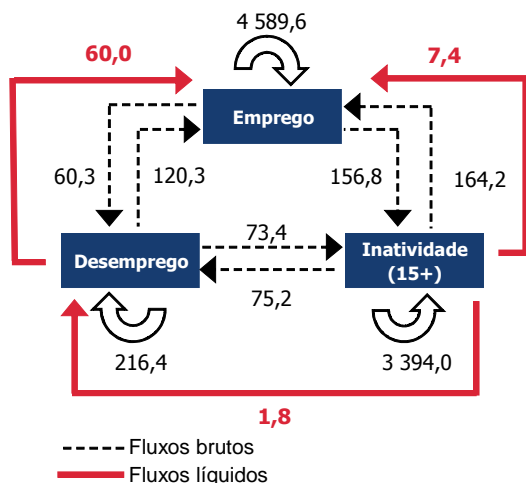 4 589,6
60,0
7,4
Emprego
60,3
120,3
156,8
164,2
73,4
Desemprego
Inatividade
(15+)
75,2
216,4
3 394,0
1,8
Fluxos brutos
Fluxos líquidos